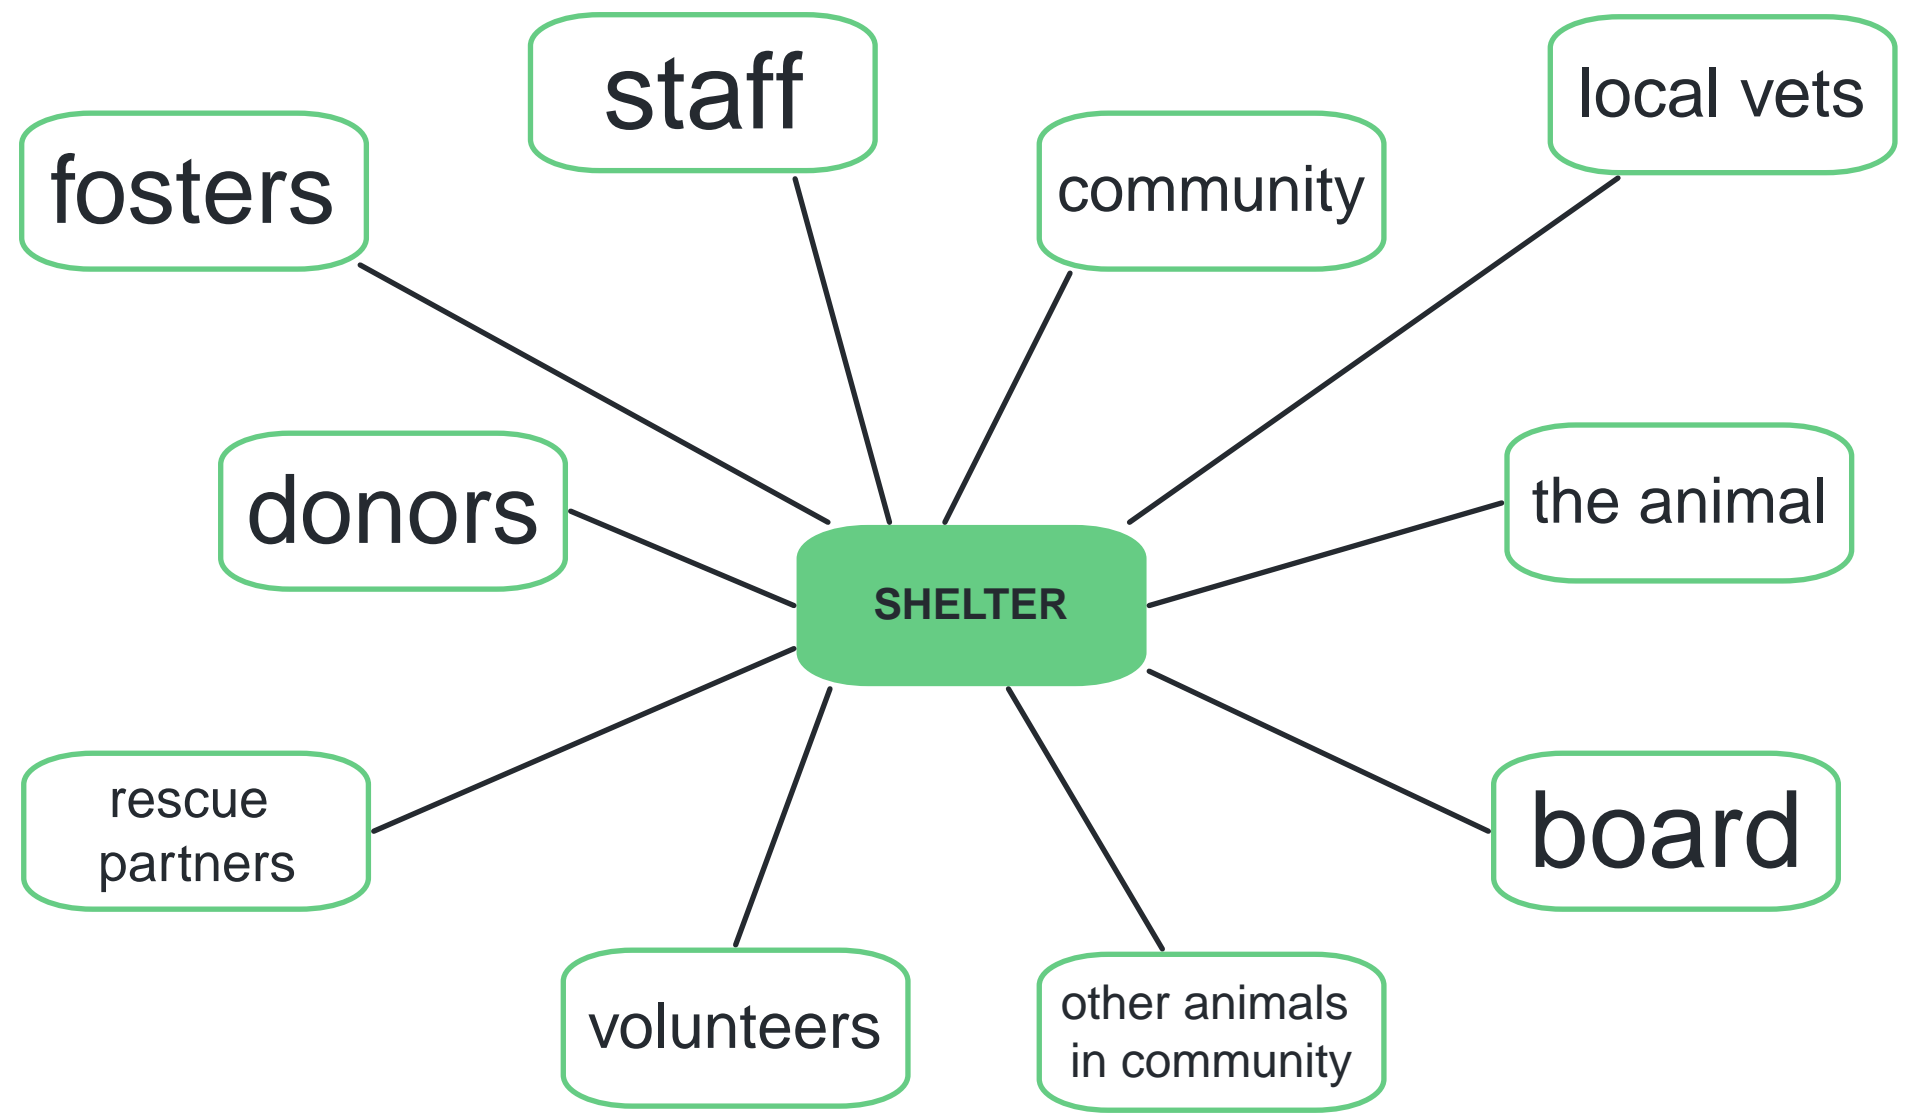 staff
local vets
fosters
community
donors
the animal
SHELTER
rescue
partners
board
volunteers
other animals
in community